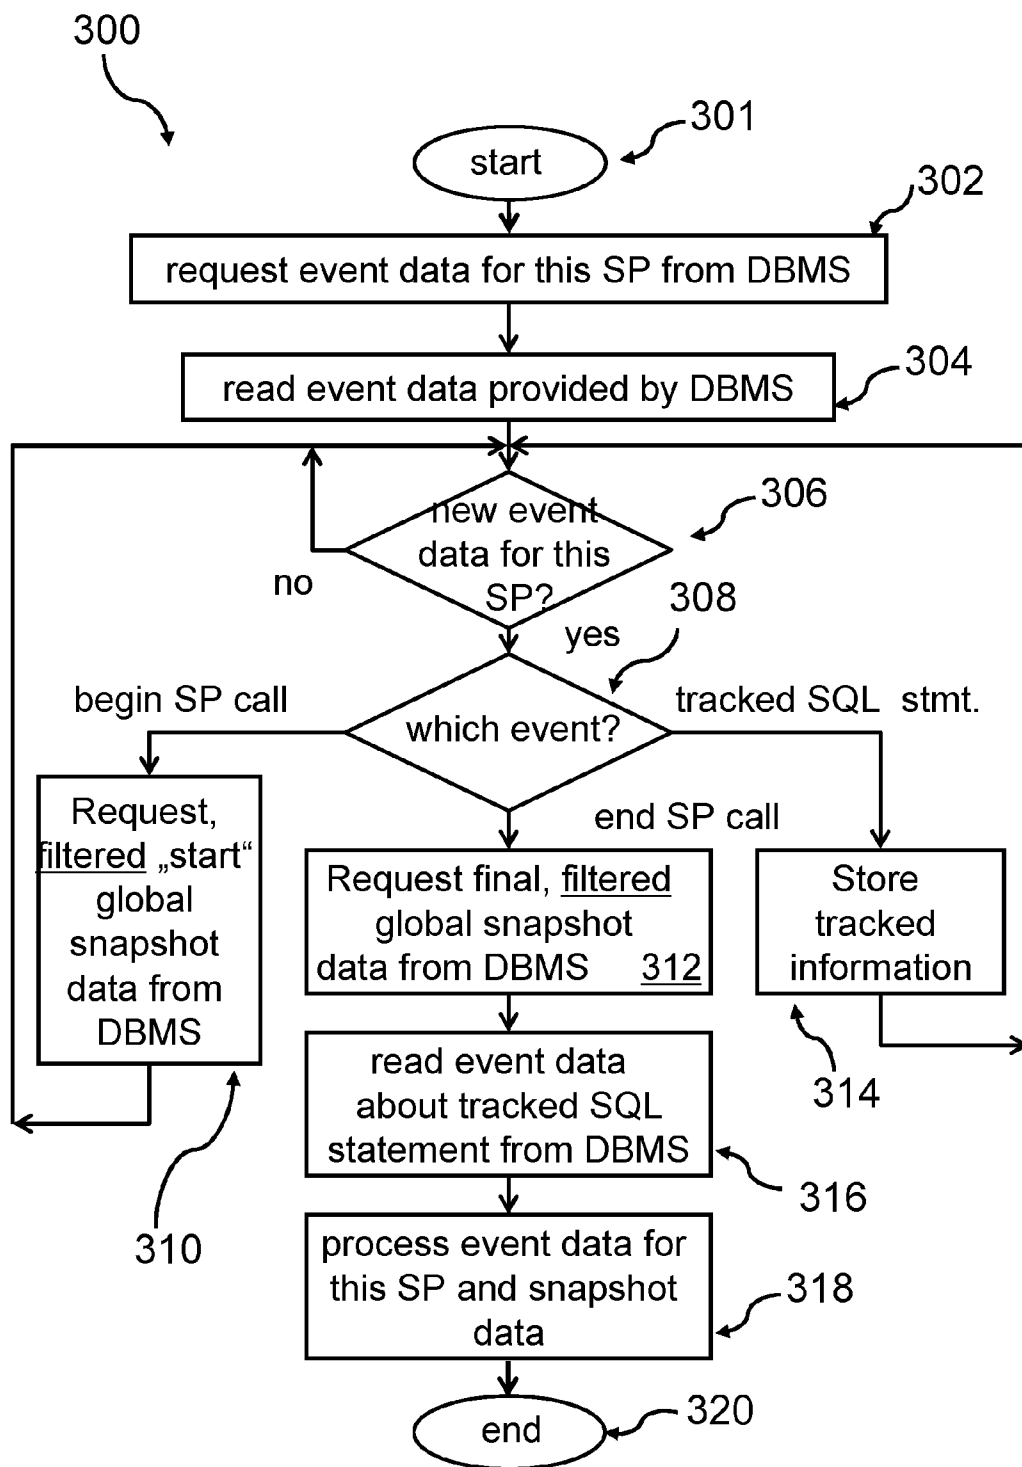 300
301
start
302
request event data for this SP from DBMS
304
read event data provided by DBMS
306
new event
data for this
SP?
no
308
yes
begin SP call
tracked SQL stmt.
which event?
end SP call
Request,
filtered „start“
global
snapshot
data from
DBMS
310
Request final, filtered
global snapshot
data from DBMS 312
Store
tracked
information
314
read event data
about tracked SQL
statement from DBMS
316
process event data for
this SP and snapshot
data
318
end
320